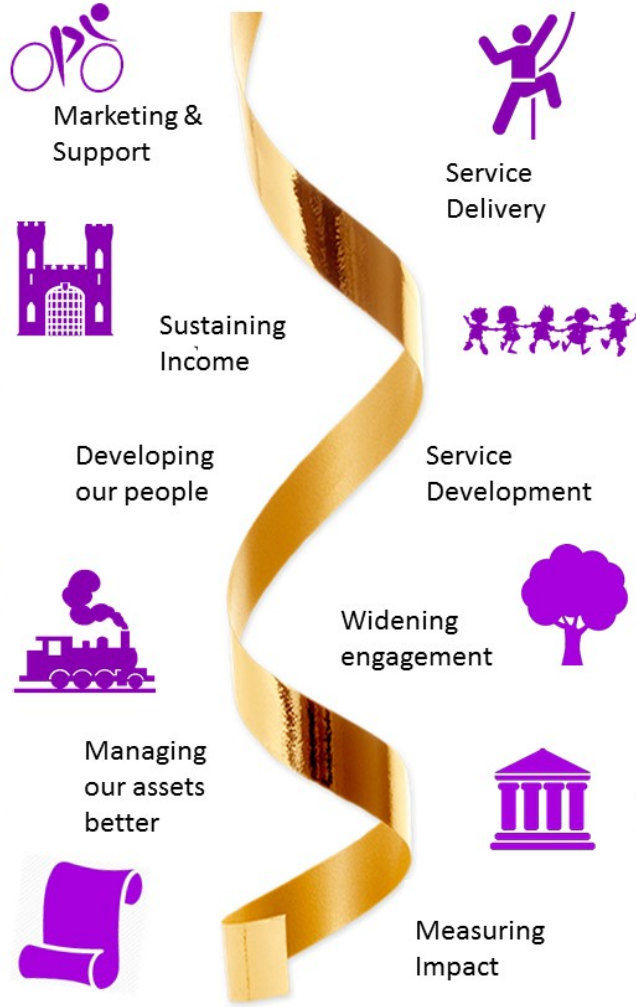 Marketing &
Support
Service
Delivery
Sustaining
Income
Developing
our people
Service
Development
Widening
engagement
Managing
our assets
better
Measuring
Impact